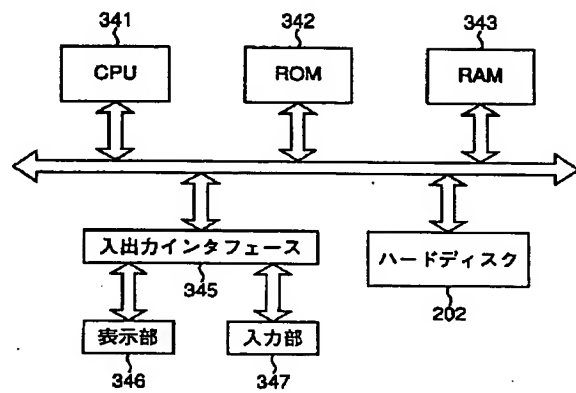 341
342
343
CPU
ROM
RAM
入出力インタフェース
ハードディスク
345
202
表示部
入力部
346
347